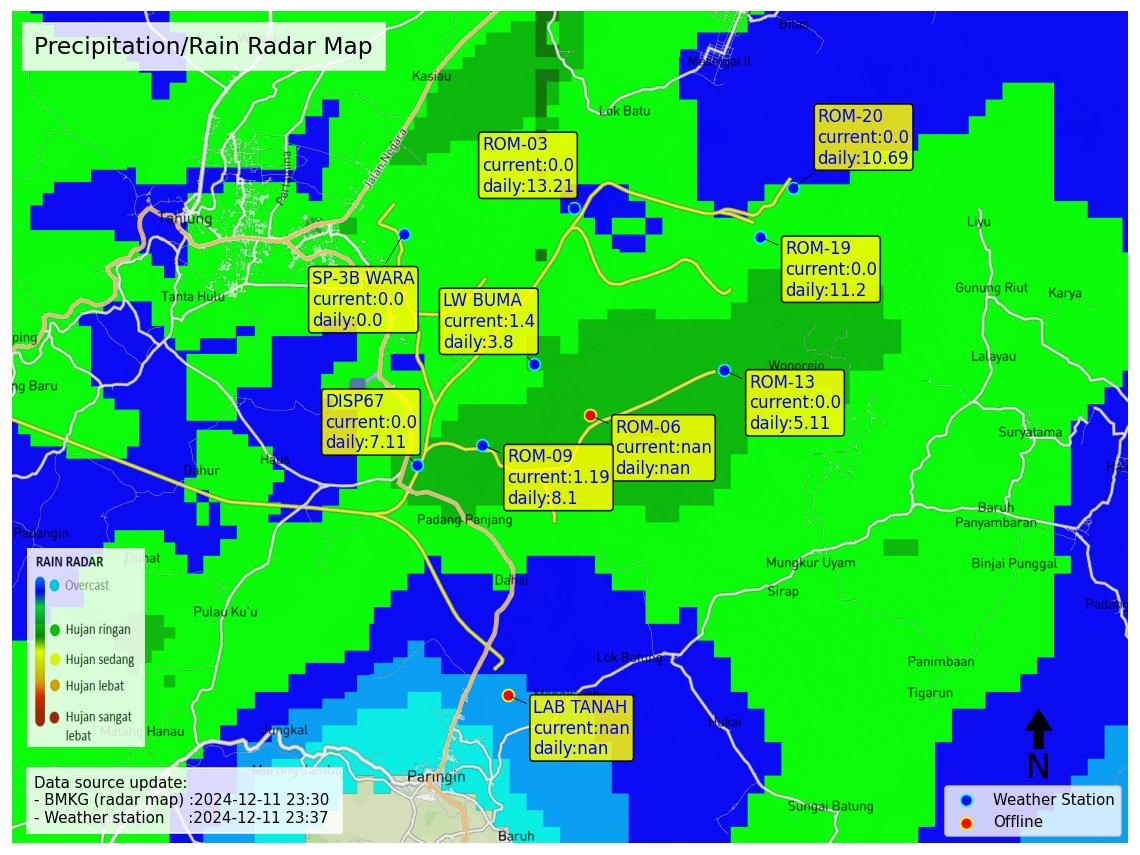 Precipitation/Rain Radar Map
Bilas
Masingai II
Kasiau
Lok Batu
ROM-20
current:0.0
daily:10.69
ROM-03
current:0.0
daily:13.21
Jalan Negara
Pertamina
Tanjung
Liyu
ROM-19
current:0.0
daily:11.2
SP-3B WARA
current:0.0
daily:0.0
LW BUMA
current:1.4
daily:3.8
Tanta Hulu
Gunung Riut
Karya
ping
Lalayau
Wonorejo
ng Baru
ROM-13
current:0.0
daily:5.11
DISP67
current:0.0
daily:7.11
ROM-06
current:nan
daily:nan
Suryatama
ROM-09
current:1.19
daily:8.1
Haus
Dahur
Ha
Baruh
Panyambaran
Padang Panjang
Padangin
Duhat
Mungkur Uyam
Binjai Punggal
Dahai
Sirap
Padang
Pulau Ku`u
RAIN RADAR
Overcast
Hujan ringan
Hujan sedang
Hujan lebat
Hujan sangat
lebat
Lok Batung
Panimbaan
Tigarun
LAB TANAH
current:nan
daily:nan
Hukai
Matang Hanau
Jungkal
Murung Jambu
Paringin
N
Data source update:
- BMKG (radar map) :2024-12-11 23:30
- Weather station :2024-12-11 23:37
Weather Station
Offline
Sungai Batung
Baruh